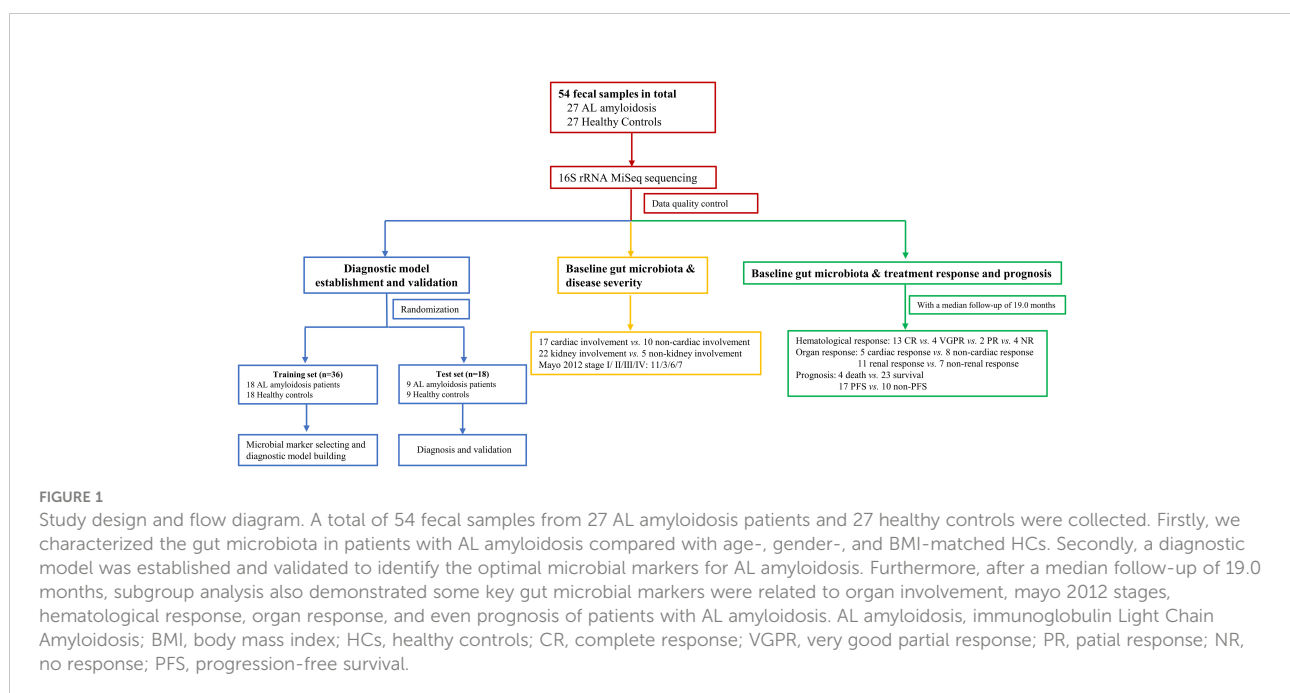 54 fecal samples in total
27 AL amyloidosis
27 Healthy Controls
16S rRNA MiSeq sequencing
Data quality control
Diagnostic model
establishment and validation
Randomization
Training set (n=36)
18 AL amyloidosis patients
18 Healthy controls
Test set (n=18)
9 AL amyloidosis patients
9 Healthy controls
Microbial marker selecting and
diagnostic model building
Diagnosis and validation
Baseline gut microbiota &
disease severity
17 cardiac involvement vs. 10 non-cardiac involvement
22 kidney involvement vs. 5 non-kidney involvement
Mayo 2012 stage I/ II/III/IV: 11/3/6/7
Baseline gut microbiota & treatment response and prognosis
With a median follow-up of 19.0 months
Hematological response: 13 CR vs. 4 VGPR vs. 2 PR vs. 4 NR
Organ response: 5 cardiac response vs. 8 non-cardiac response
11 renal response vs. 7 non-renal response
Prognosis: 4 death vs. 23 survival
17 PFS vs. 10 non-PFS
FIGURE 1
Study design and flow diagram. A total of 54 fecal samples from 27 AL amyloidosis patients and 27 healthy controls were collected. Firstly, we
characterized the gut microbiota in patients with AL amyloidosis compared with age-, gender-, and BMI-matched HCs. Secondly, a diagnostic
model was established and validated to identify the optimal microbial markers for AL amyloidosis. Furthermore, after a median follow-up of 19.0
months, subgroup analysis also demonstrated some key gut microbial markers were related to organ involvement, mayo 2012 stages,
hematological response, organ response, and even prognosis of patients with AL amyloidosis. AL amyloidosis, immunoglobulin Light Chain
Amyloidosis; BMI, body mass index; HCs, healthy controls; CR, complete response; VGPR, very good partial response; PR, patial response; NR,
no response; PFS, progression-free survival.